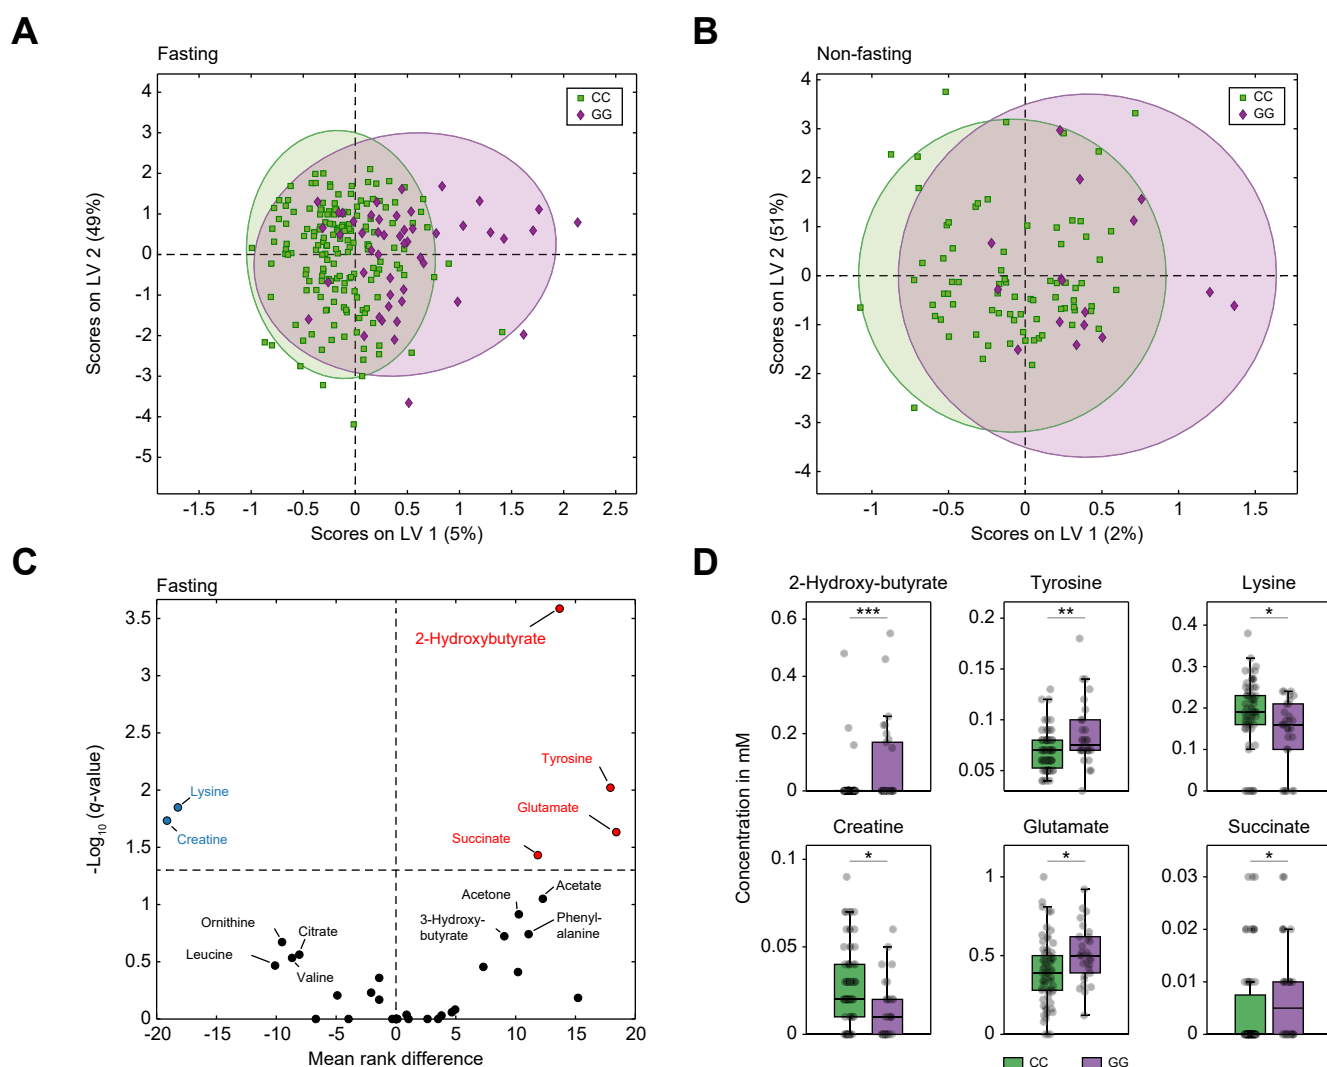 A
Fasting
CC
GG
4
3
2
1
0
-1
-2
-3
-4
-5
Scores on LV 2 (49%)
-1.5
-1
-0.5
0
0.5
1
1.5
2
2.5
Scores on LV 1 (5%)
B
Non-fasting
CC
GG
4
3
2
1
0
-1
-2
-3
-4
Scores on LV 2 (51%)
-1
-0.5
0
0.5
1
1.5
Scores on LV 1 (2%)
C
Fasting
3.5
3
2.5
2
1.5
1
0.5
0
-Log10 (q-value)
2-Hydroxybutyrate
Tyrosine
Lysine
Glutamate
Creatine
Succinate
Acetate
Acetone
3-Hydroxy-
butyrate
Phenyl-
alanine
Ornithine
Citrate
Leucine
Valine
-20
-15
-10
-5
0
5
10
15
20
Mean rank difference
D
Concentration in mM
2-Hydroxy-butyrate
***
0.6
0.4
0.2
0
Tyrosine
**
0.2
0.15
0.1
0.05
Lysine
*
0.4
0.3
0.2
0.1
0
Creatine
*
0.1
0.05
0
Glutamate
*
1
0.5
0
Succinate
*
0.03
0.02
0.01
0
CC
GG